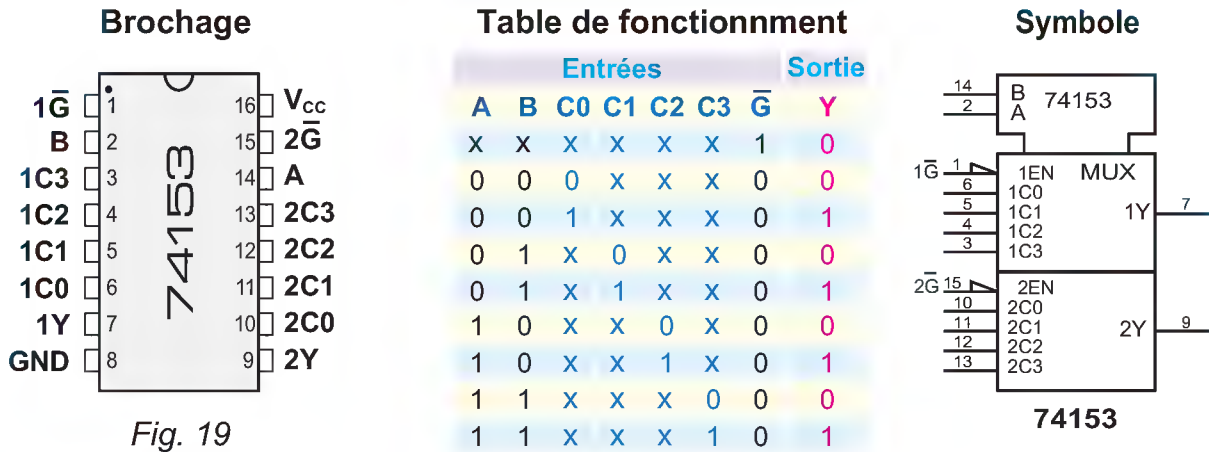 Brochage
1G̅ 1 16 Vcc
B 2 15 2G̅
1C3 3 14 A
1C2 4 13 2C3
1C1 5 12 2C2
1C0 6 11 2C1
1Y 7 10 2C0
GND 8 9 2Y
74153
Fig. 19
Table de fonctionnment
Entrées Sortie
A B C0 C1 C2 C3 G̅ Y
x x x x x x 1 0
0 0 0 x x x 0 0
0 0 1 x x x 0 1
0 1 x 0 x x 0 0
0 1 x 1 x x 0 1
1 0 x x 0 x 0 0
1 0 x x 1 x 0 1
1 1 x x x 0 0 0
1 1 x x x 1 0 1
Symbole
14 B 74153
2 A
1G̅ 1 1EN MUX
6 1C0
5 1C1 1Y 7
4 1C2
3 1C3
2G̅ 15 2EN
10 2C0
11 2C1 2Y 9
12 2C2
13 2C3
74153